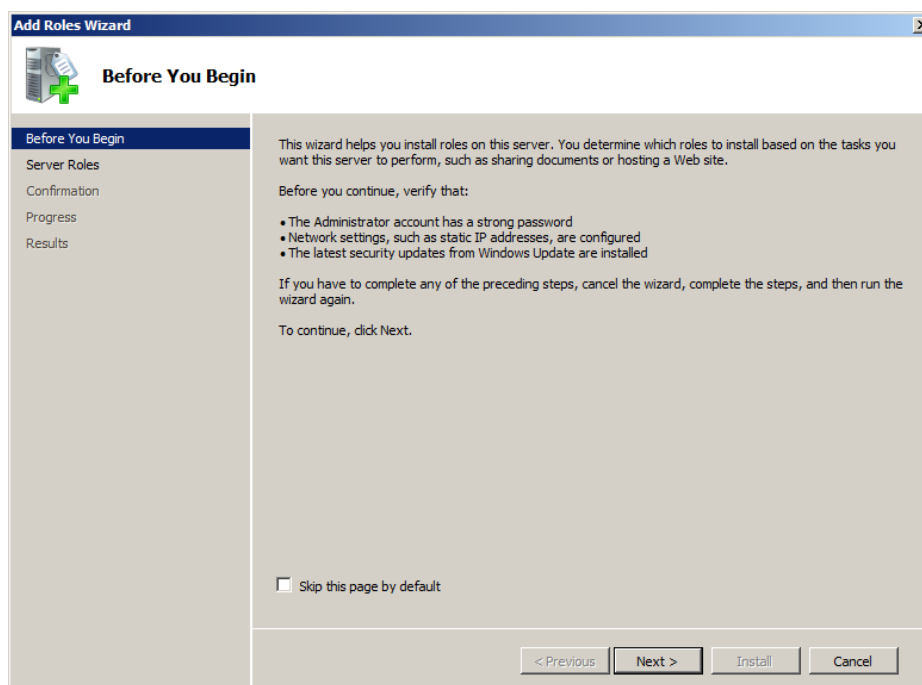 Add Roles Wizard
Before You Begin
Before You Begin
Server Roles
Confirmation
Progress
Results
This wizard helps you install roles on this server. You determine which roles to install based on the tasks you
want this server to perform, such as sharing documents or hosting a Web site.
Before you continue, verify that:
• The Administrator account has a strong password
• Network settings, such as static IP addresses, are configured
• The latest security updates from Windows Update are installed
If you have to complete any of the preceding steps, cancel the wizard, complete the steps, and then run the
wizard again.
To continue, click Next.
Skip this page by default
< Previous
Next >
Install
Cancel